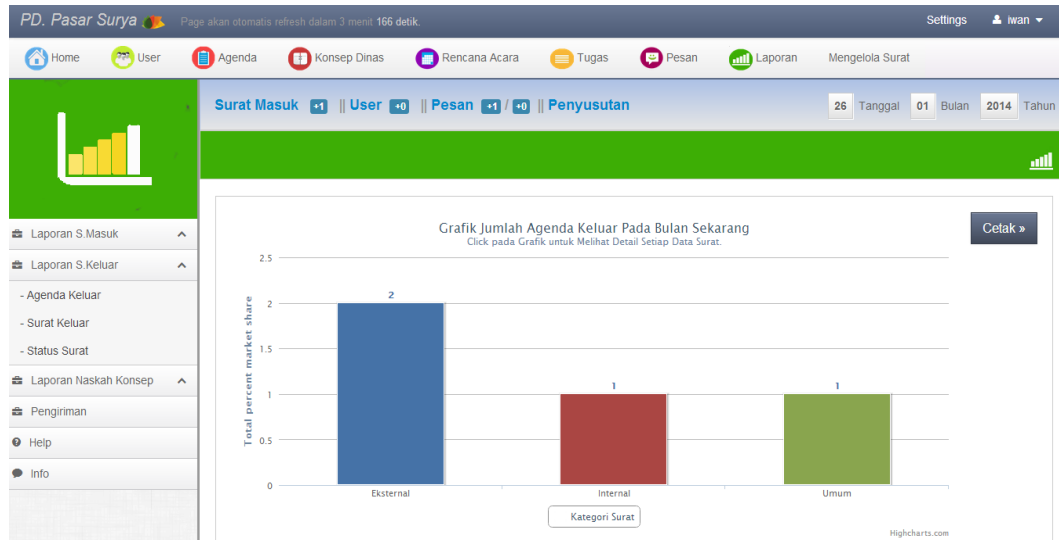 PD. Pasar Surya Page akan otomatis refresh dalam 3 menit 166 detik. Settings iwan
Home User Agenda Konsep Dinas Rencana Acara Tugas Pesan Laporan Mengelola Surat
Surat Masuk +1 || User +0 || Pesan +1 / +0 || Penyusutan 26 Tanggal 01 Bulan 2014 Tahun
Laporan S.Masuk
Laporan S.Keluar
- Agenda Keluar
- Surat Keluar
- Status Surat
Laporan Naskah Konsep
Pengiriman
Help
Info
Grafik Jumlah Agenda Keluar Pada Bulan Sekarang
Click pada Grafik untuk Melihat Detail Setiap Data Surat.
Cetak »
Total percent market share
2.5
2
1.5
1
0.5
0
2
1
1
Eksternal Internal Umum
Kategori Surat
Highcharts.com